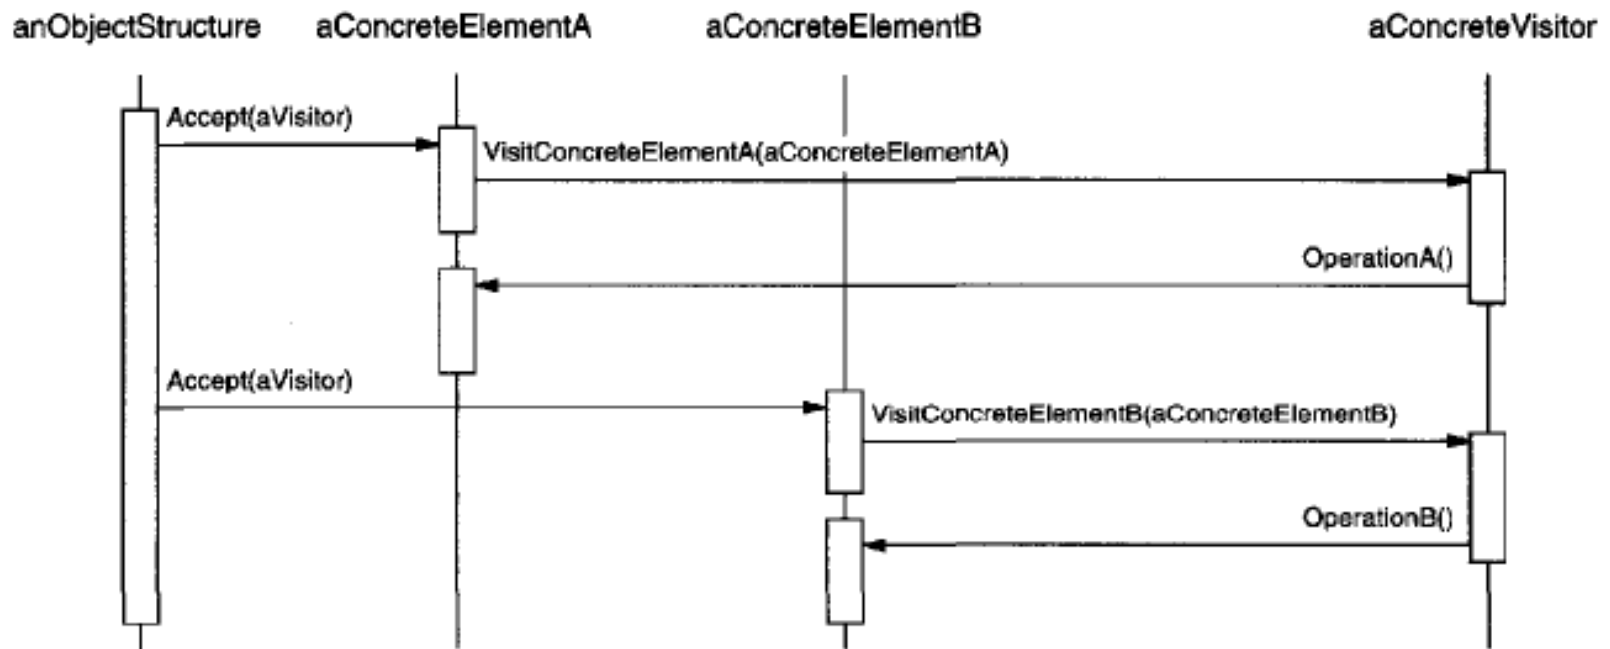 anObjectStructure aConcreteElementA aConcreteElementB aConcreteVisitor
Accept(aVisitor)
VisitConcreteElementA(aConcreteElementA)
OperationA()
Accept(aVisitor)
VisitConcreteElementB(aConcreteElementB)
OperationB()